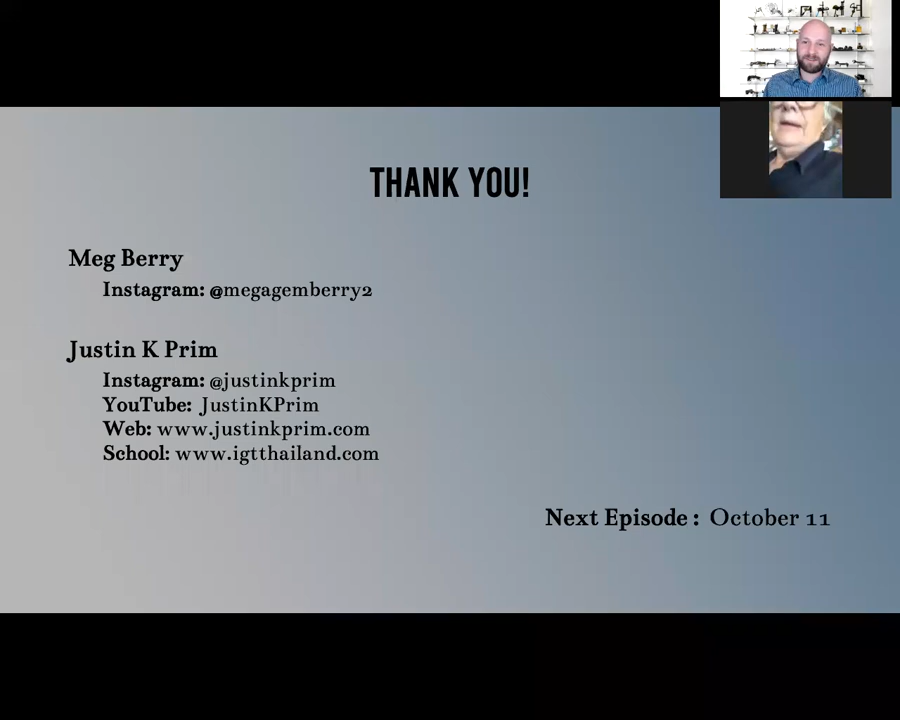 THANK YOU!
Meg Berry
Instagram: @megagemberry2
Justin K Prim
Instagram: @justinkprim
YouTube: JustinKPrim
Web: www.justinkprim.com
School: www.igtthailand.com
Next Episode : October 11